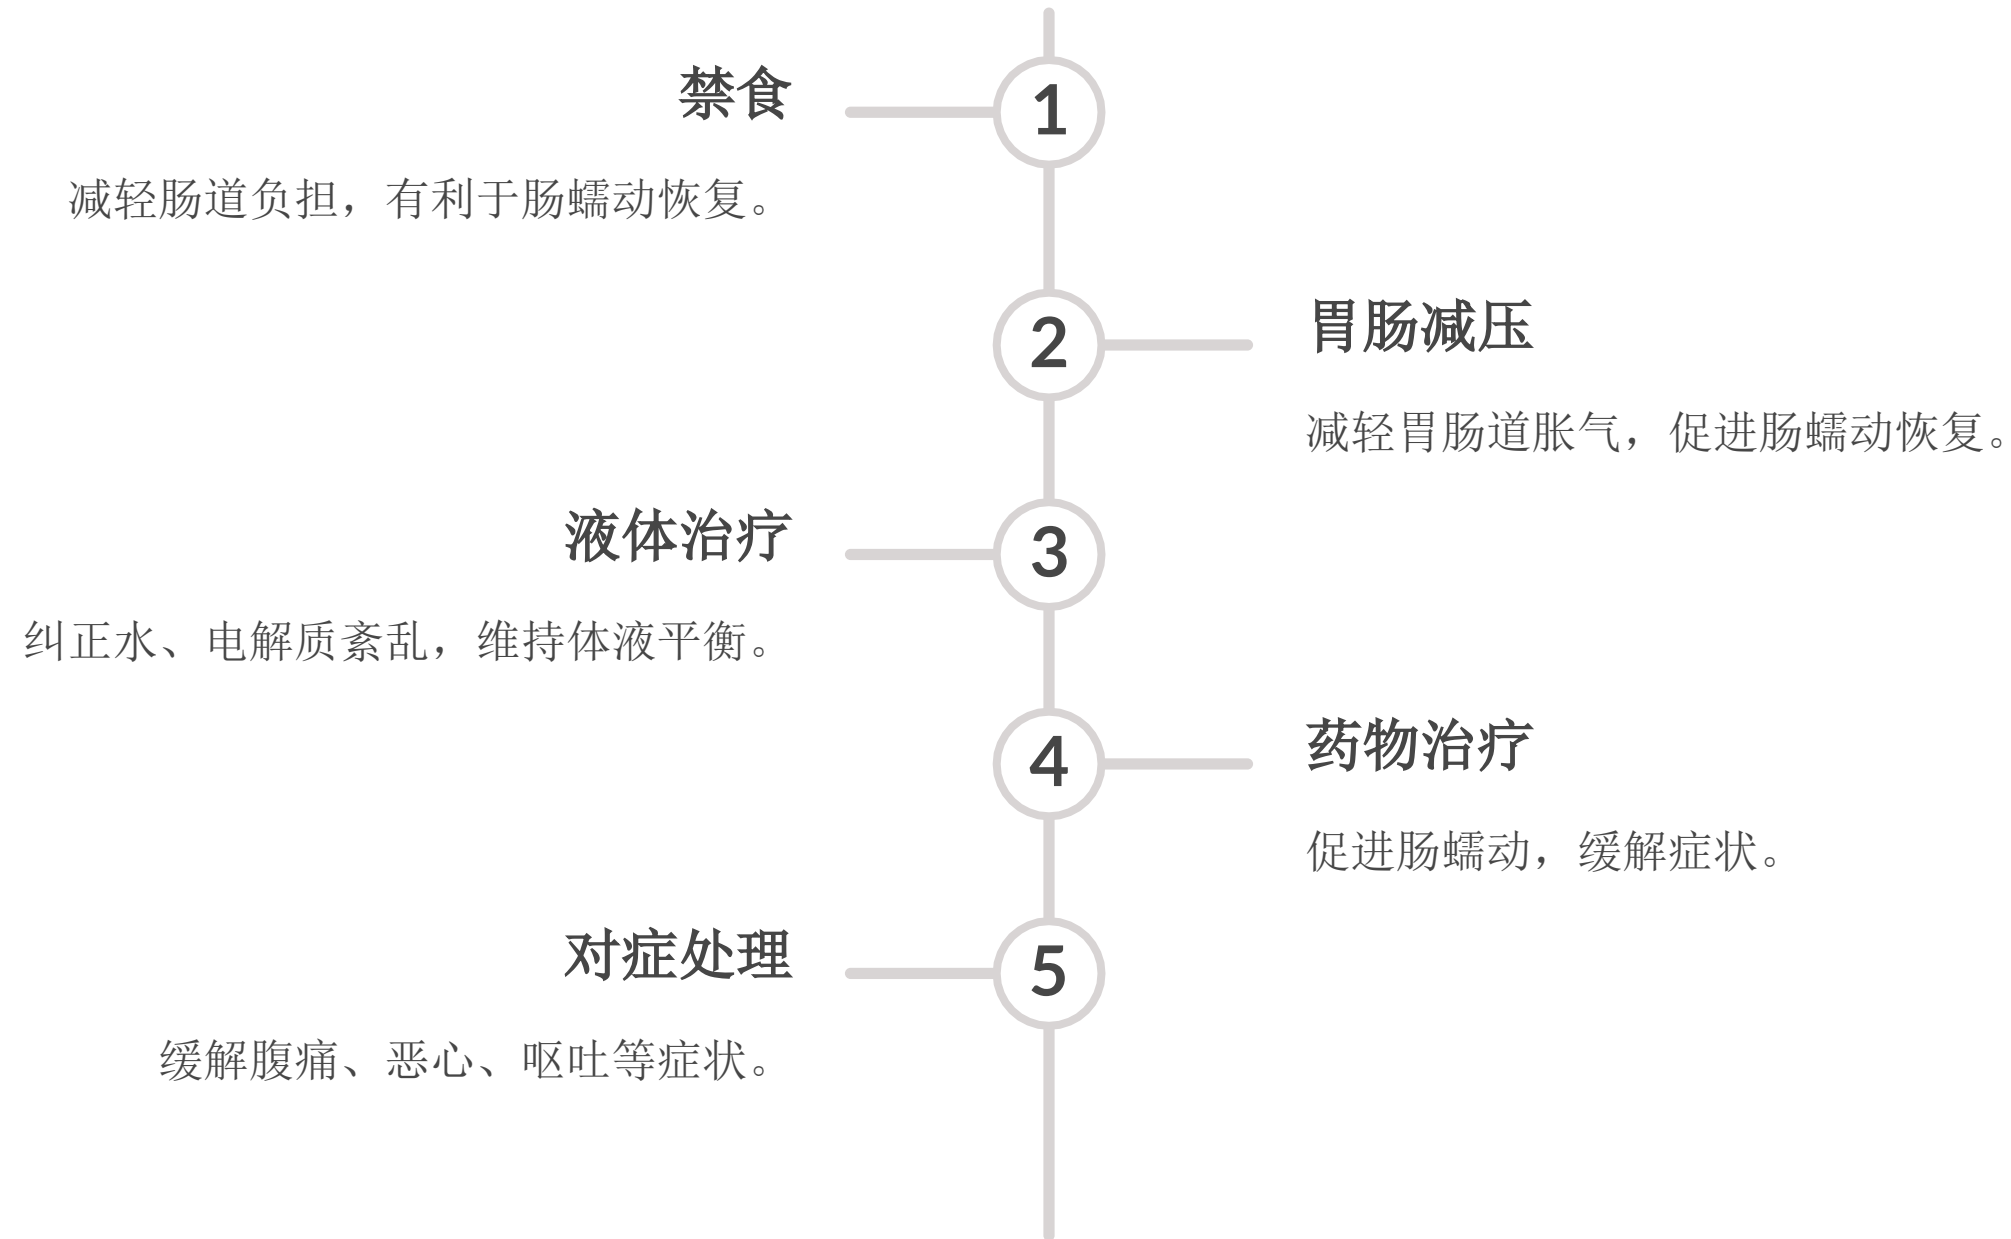 禁食
1
减轻肠道负担，有利于肠蠕动恢复。
2
胃肠减压
减轻胃肠道胀气，促进肠蠕动恢复。
液体治疗
3
纠正水、电解质紊乱，维持体液平衡。
4
药物治疗
促进肠蠕动，缓解症状。
对症处理
5
缓解腹痛、恶心、呕吐等症状。